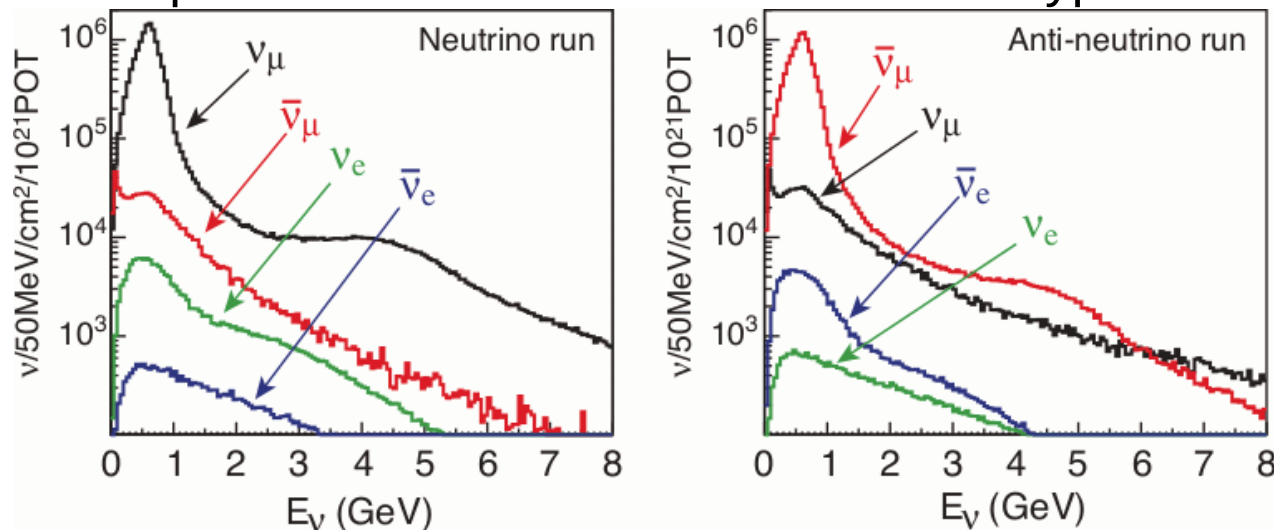 10⁶
10⁵
10⁴
10³
ν/50MeV/cm²/10²¹POT
Neutrino run
ν_μ
ν̄_μ
ν_e
ν̄_e
0 1 2 3 4 5 6 7 8
E_ν (GeV)
10⁶
10⁵
10⁴
10³
ν/50MeV/cm²/10²¹POT
Anti-neutrino run
ν̄_μ
ν_μ
ν̄_e
ν_e
0 1 2 3 4 5 6 7 8
E_ν (GeV)